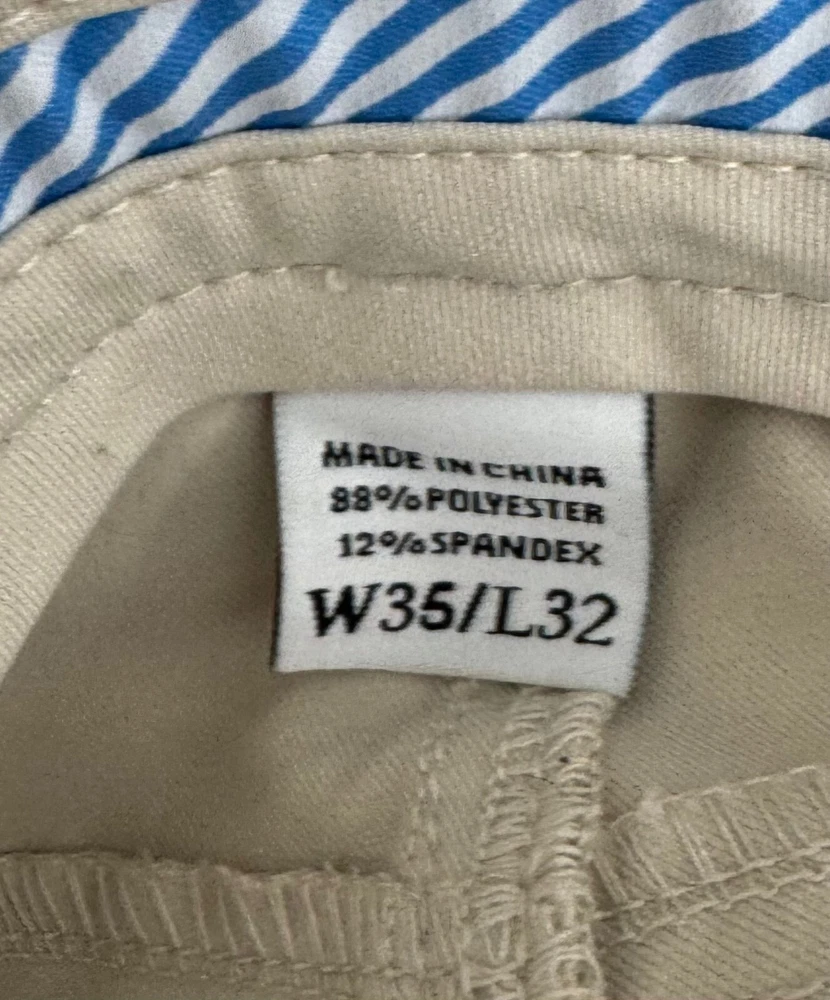 MADE IN CHINA
88%POLYESTER
12%SPANDEX
W35/L32